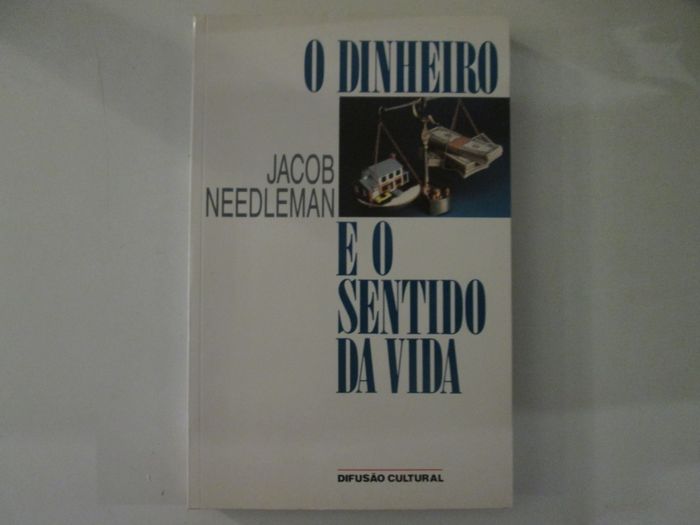 O DINHEIRO
JACOB
NEEDLEMAN
E O
SENTIDO
DA VIDA
DIFUSÃO CULTURAL